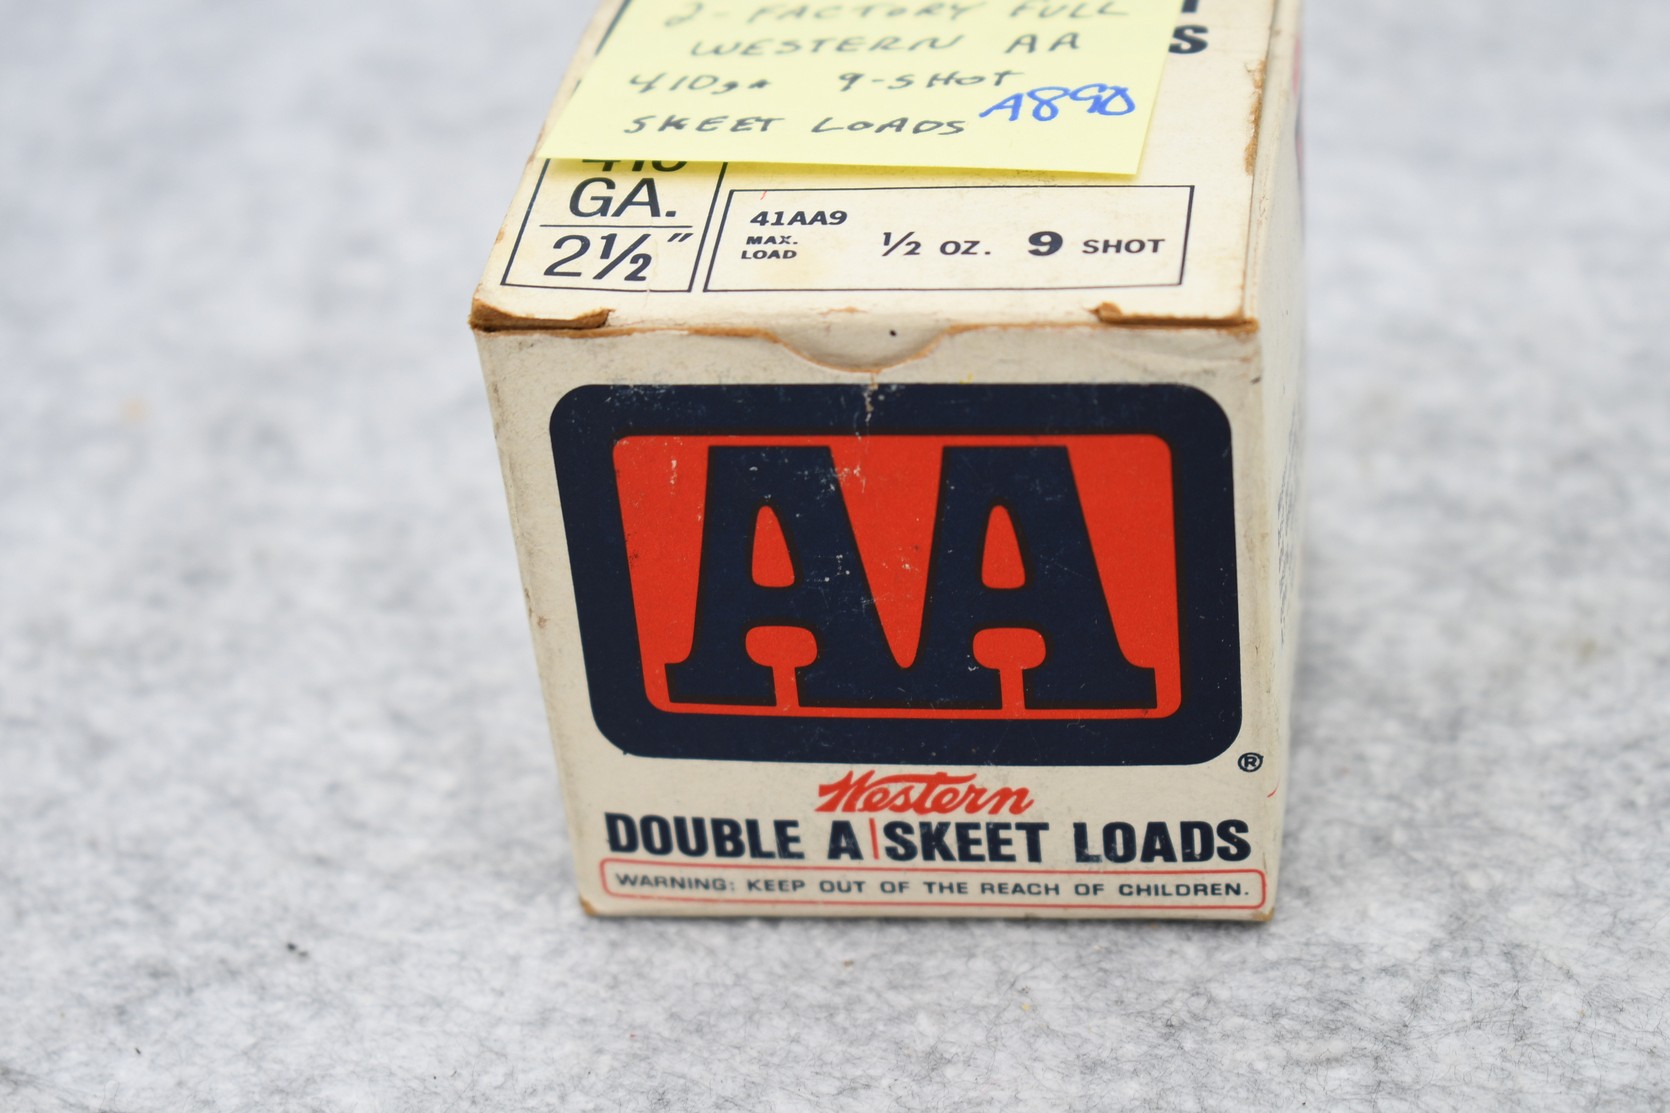 2-FACTORY FULL
WESTERN AA
410ga 9-SHOT
SKEET LOADS A890
S
410
GA.
2½"
41AA9
MAX.
LOAD
½ OZ. 9 SHOT
AA
®
Western
DOUBLE A|SKEET LOADS
WARNING: KEEP OUT OF THE REACH OF CHILDREN.